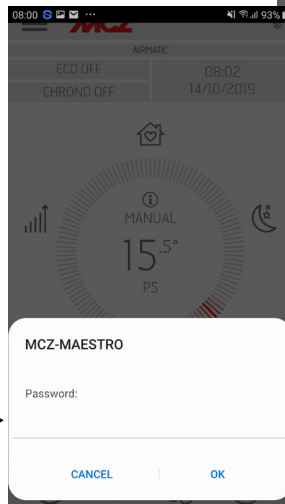 08:00 93%
MCZ
AIRMATIC
ECO OFF
08:02
CHRONO OFF
14/10/2019
MANUAL
15.5°
P5
MCZ-MAESTRO
Password:
CANCEL OK